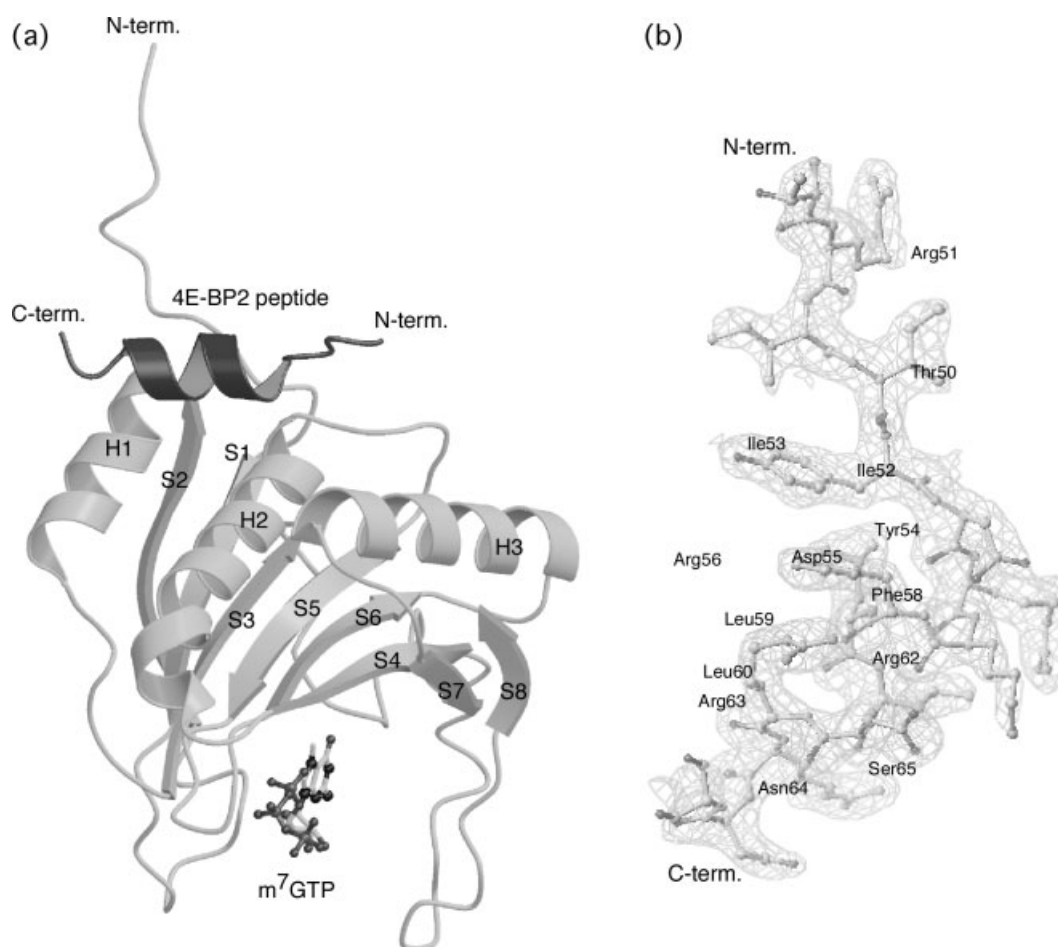 (a)
N-term.
4E-BP2 peptide
C-term.
N-term.
H1
S2
S1
H2
H3
S3
S5
S6
S4
S7
S8
m⁷GTP
(b)
N-term.
Arg51
Thr50
Ile53
Ile52
Tyr54
Arg56
Asp55
Phe58
Leu59
Arg62
Leu60
Arg63
Ser65
Asn64
C-term.